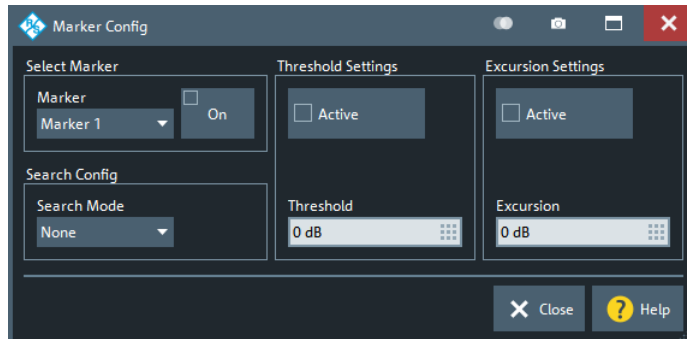 R&S
Marker Config
Select Marker
Marker
Marker 1
On
Search Config
Search Mode
None
Threshold Settings
Active
Threshold
0 dB
Excursion Settings
Active
Excursion
0 dB
Close
? Help